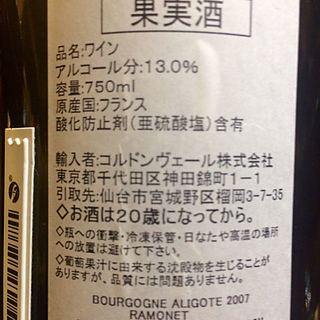 果実酒
品名:ワイン
アルコール分:13.0%
容量:750ml
原産国:フランス
酸化防止剤(亜硫酸塩)含有
輸入者:コルドンヴェール株式会社
東京都千代田区神田錦町1-1
引取先:仙台市宮城野区榴岡3-7-35
◇お酒は20歳になってから。
◇瓶への衝撃・冷凍保管・日なたや高温の場所
への放置は避けて下さい。
◇葡萄果汁に由来する沈殿物を生じることが
ありますが、品質には問題ありません。
BOURGOGNE ALIGOTE 2007
RAMONET